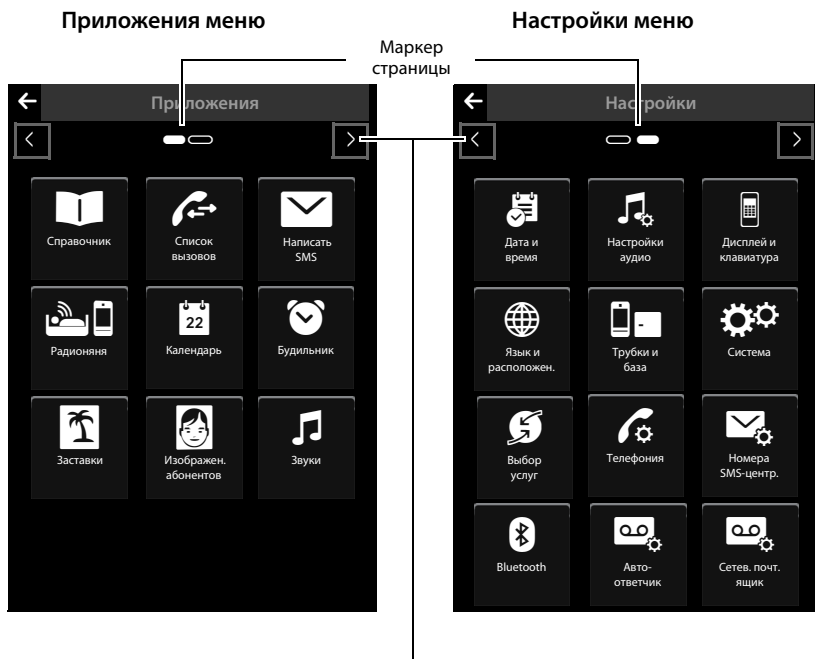 Приложения меню
Настройки меню
Маркер
страницы
Приложения
Справочник
Список
вызовов
Написать
SMS
Радионяня
22
Календарь
Будильник
Заставки
Изображен.
абонентов
Звуки
Настройки
Дата и
время
Настройки
аудио
Дисплей и
клавиатура
Язык и
расположен.
Трубки и
база
Система
Выбор
услуг
Телефония
Номера
SMS-центр.
Bluetooth
Авто-
ответчик
Сетев. почт.
ящик